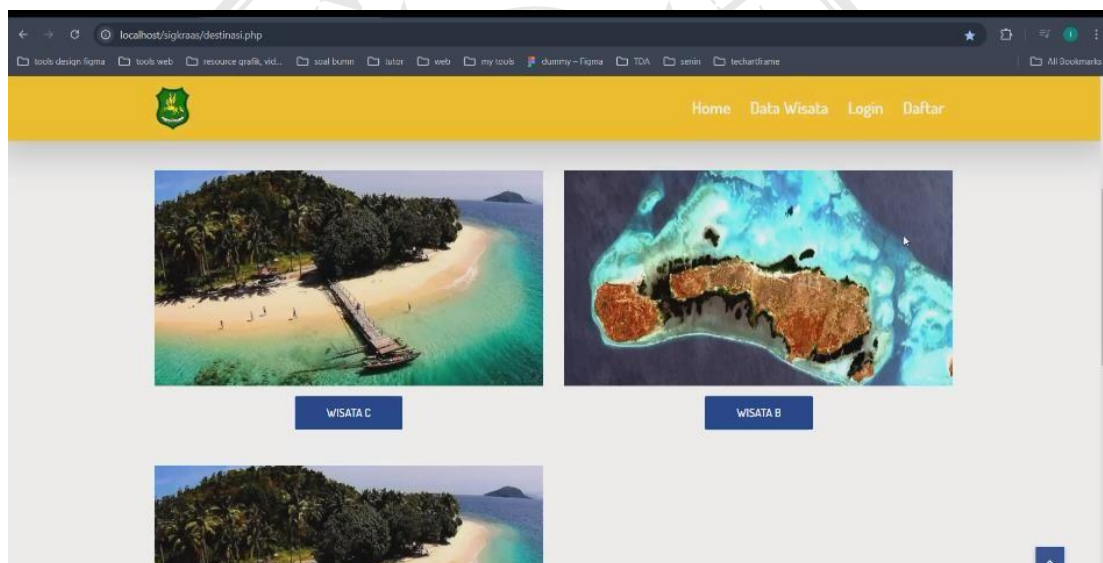 localhost/sigkraas/destinasi.php
tools design figma tools web resource grafik, vid... soal bumn tutor web my tools dummy – Figma TDA senin techartframe All Bookmarks
Home Data Wisata Login Daftar
WISATA C WISATA B